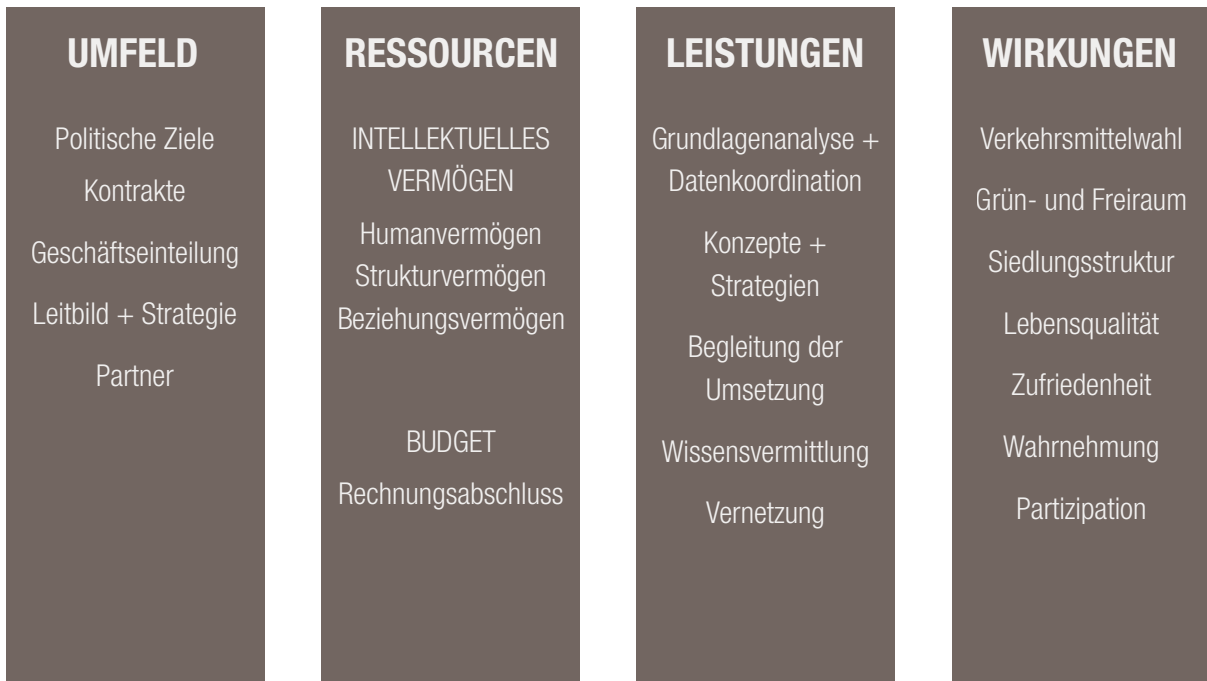 UMFELD
Politische Ziele
Kontrakte
Geschäftseinteilung
Leitbild + Strategie
Partner
RESSOURCEN
INTELLEKTUELLES
VERMÖGEN
Humanvermögen
Strukturvermögen
Beziehungsvermögen
BUDGET
Rechnungsabschluss
LEISTUNGEN
Grundlagenanalyse +
Datenkoordination
Konzepte +
Strategien
Begleitung der
Umsetzung
Wissensvermittlung
Vernetzung
WIRKUNGEN
Verkehrsmittelwahl
Grün- und Freiraum
Siedlungsstruktur
Lebensqualität
Zufriedenheit
Wahrnehmung
Partizipation